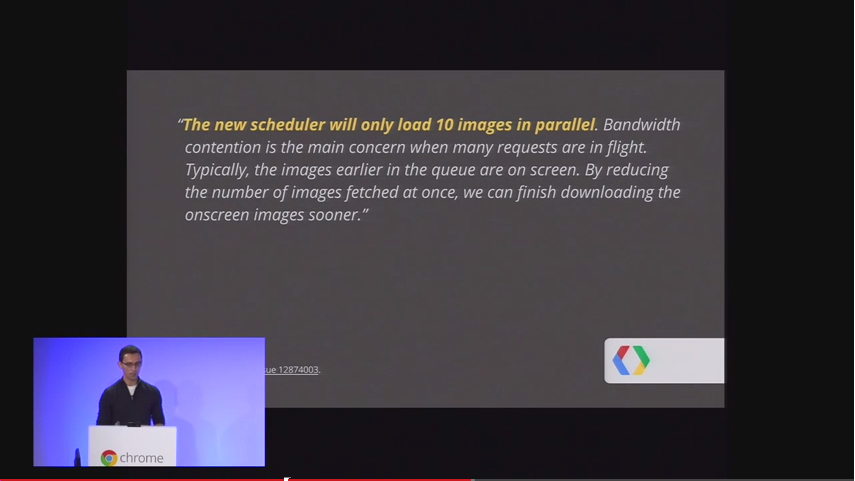 “The new scheduler will only load 10 images in parallel. Bandwidth
contention is the main concern when many requests are in flight.
Typically, the images earlier in the queue are on screen. By reducing
the number of images fetched at once, we can finish downloading the
onscreen images sooner.”
sue 12874003.
chrome